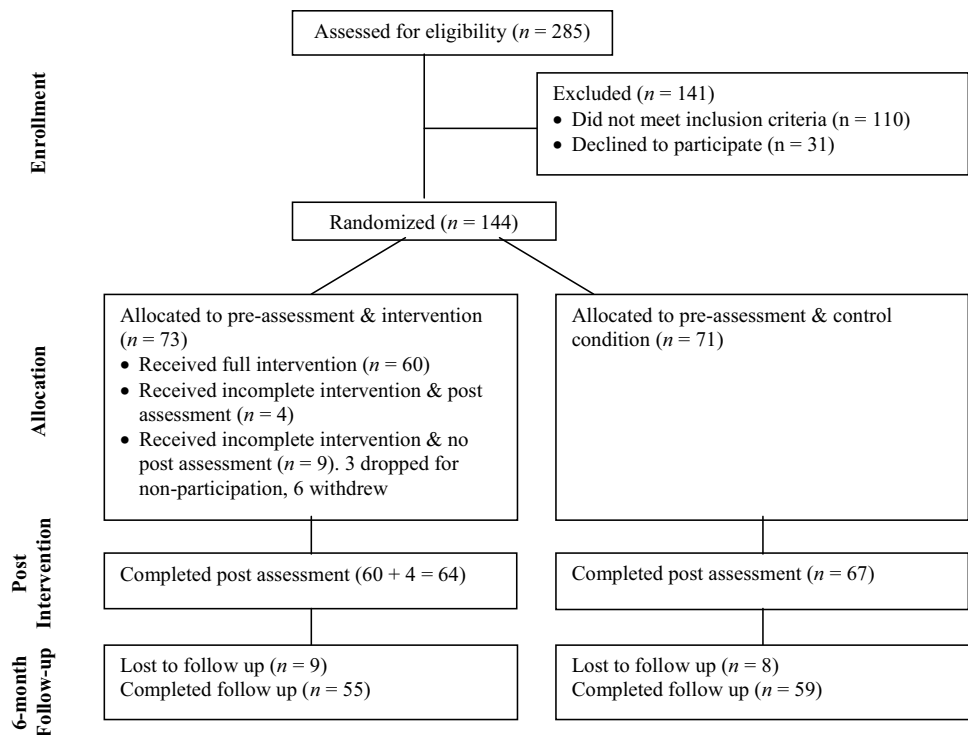 Assessed for eligibility (n = 285)
Enrollment
Excluded (n = 141)
• Did not meet inclusion criteria (n = 110)
• Declined to participate (n = 31)
Randomized (n = 144)
Allocation
Allocated to pre-assessment & intervention
(n = 73)
• Received full intervention (n = 60)
• Received incomplete intervention & post
assessment (n = 4)
• Received incomplete intervention & no
post assessment (n = 9). 3 dropped for
non-participation, 6 withdrew
Allocated to pre-assessment & control
condition (n = 71)
Post
Intervention
Completed post assessment (60 + 4 = 64)
Completed post assessment (n = 67)
6-month
Follow-up
Lost to follow up (n = 9)
Completed follow up (n = 55)
Lost to follow up (n = 8)
Completed follow up (n = 59)